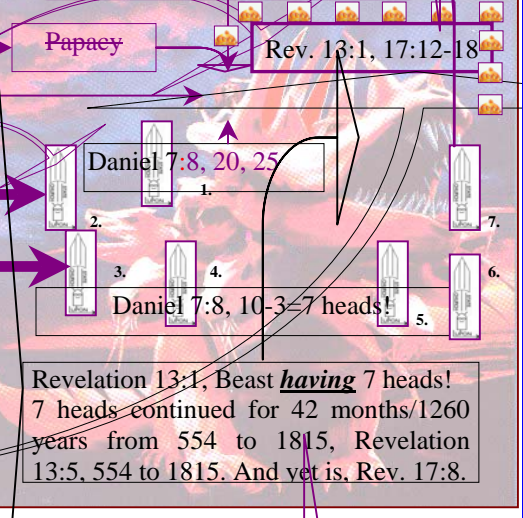 Papacy
Rev. 13:1, 17:12-18
Daniel 7:8, 20, 25
1.
2.
7.
3.
4.
6.
Daniel 7:8, 10-3=7 heads!
5.
Revelation 13:1, Beast having 7 heads!
7 heads continued for 42 months/1260
years from 554 to 1815, Revelation
13:5, 554 to 1815. And yet is, Rev. 17:8.